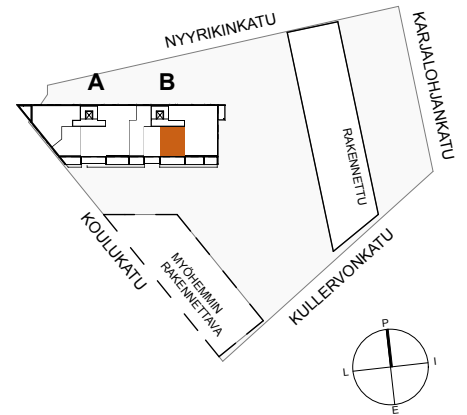 NYYRIKINKATU
KARJALOHJANKATU
A
B
RAKENNETTU
KOULUKATU
MYÖHEMMIN
RAKENNETTAVA
KULLERVONKATU
P
L
I
E